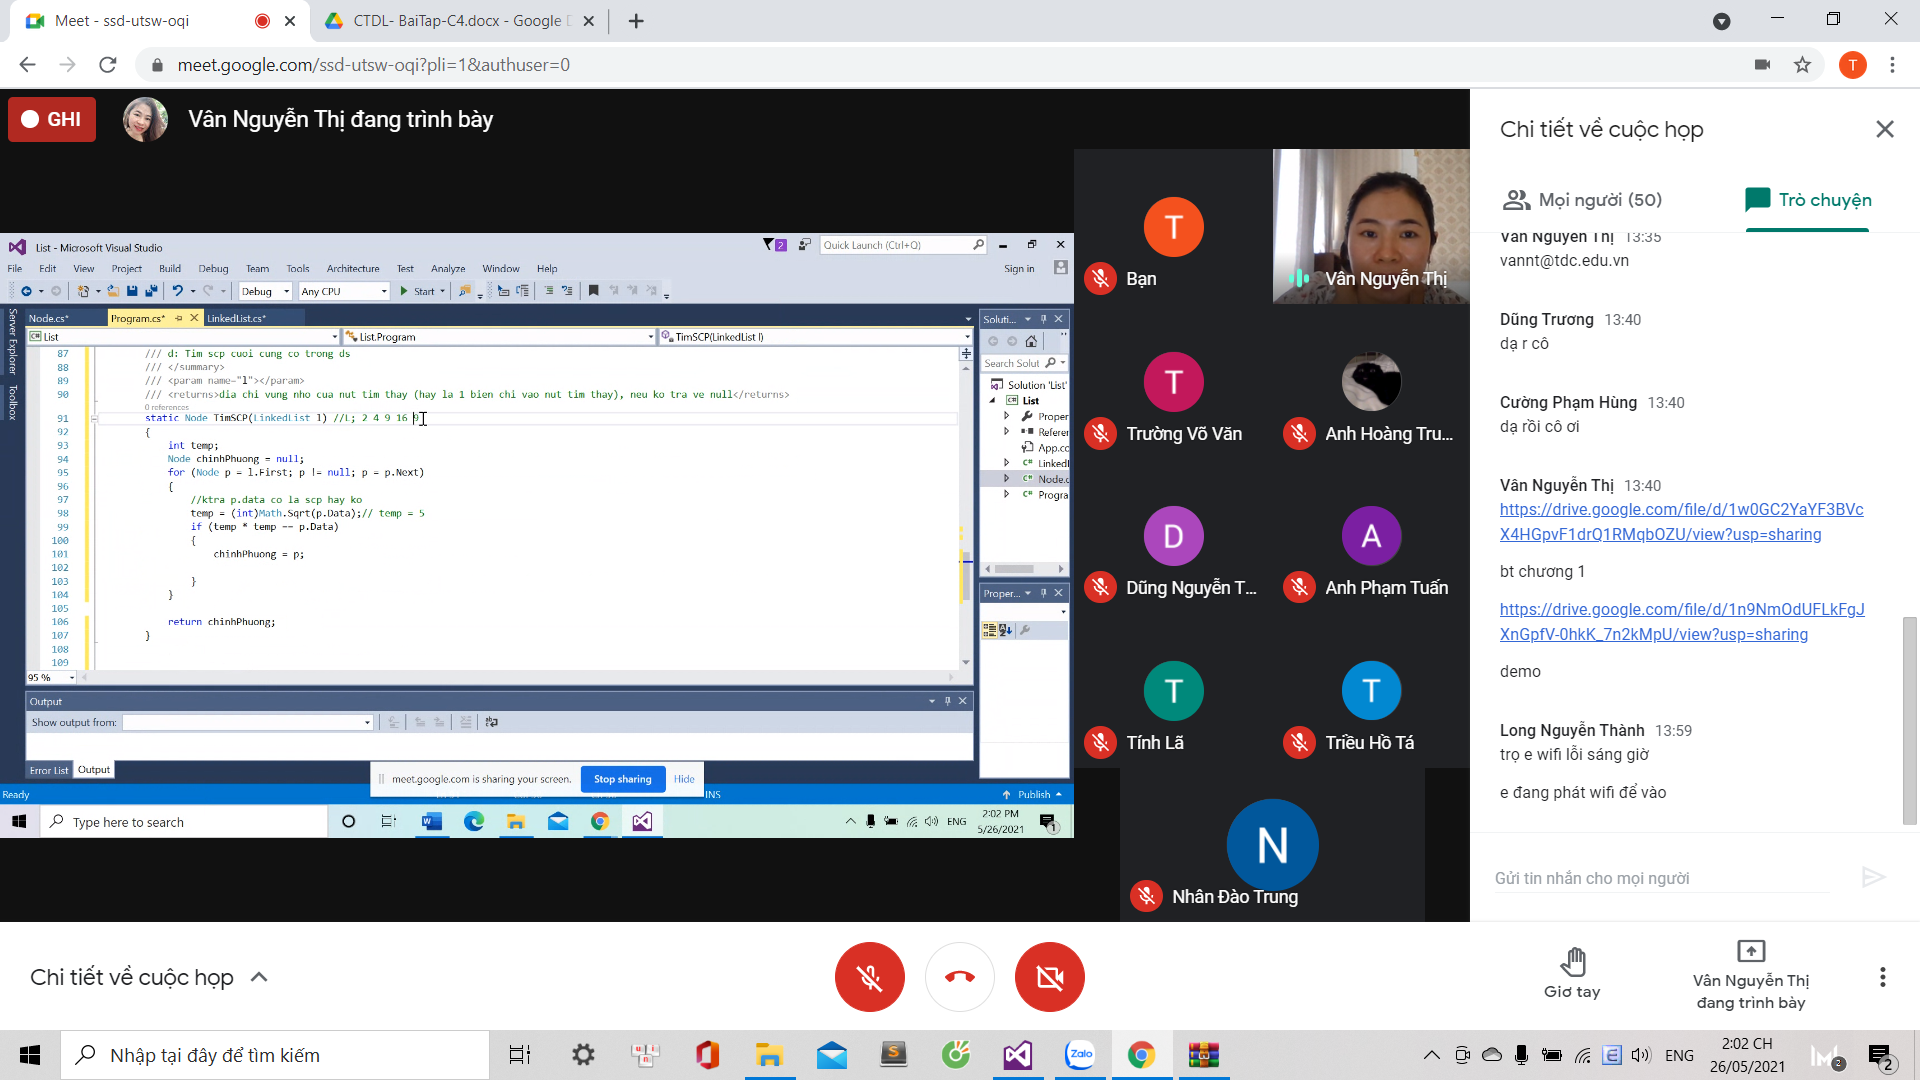 Meet - ssd-utsw-oqi
CTDL- BaiTap-C4.docx - Google D
meet.google.com/ssd-utsw-oqi?pli=1&authuser=0
T
GHI
Vân Nguyễn Thị đang trình bày
List - Microsoft Visual Studio
2
Quick Launch (Ctrl+Q)
File Edit View Project Build Debug Team Tools Architecture Test Analyze Window Help
Sign in
Debug
Any CPU
Start
Server Explorer
Toolbox
Node.cs*
Program.cs*
LinkedList.cs*
List
List.Program
TimSCP(LinkedList l)
87 /// d: Tim scp cuoi cung co trong ds
88 /// </summary>
89 /// <param name="l"></param>
90 /// <returns>dia chi vung nho cua nut tim thay (hay la 1 bien chi vao nut tim thay), neu ko tra ve null</returns>
0 references
91 static Node TimSCP(LinkedList l) //L; 2 4 9 16 9
92 {
93 int temp;
94 Node chinhPhuong = null;
95 for (Node p = l.First; p != null; p = p.Next)
96 {
97 //ktra p.data co la scp hay ko
98 temp = (int)Math.Sqrt(p.Data);// temp = 5
99 if (temp * temp == p.Data)
100 {
101 chinhPhuong = p;
102
103 }
104 }
105
106 return chinhPhuong;
107 }
108
109
95 %
Soluti...
Search Solut
Solution 'List'
List
Proper
Referer
App.co
LinkedI
Node.c
Progra
Proper...
Output
Show output from:
Error List
Output
meet.google.com is sharing your screen.
Stop sharing
Hide
Ready
INS
Publish
Type here to search
ENG
2:02 PM
5/26/2021
1
T
Bạn
Vân Nguyễn Thị
T
Trường Võ Văn
Anh Hoàng Tru...
D
Dũng Nguyễn T...
A
Anh Phạm Tuấn
T
Tính Lã
T
Triều Hồ Tá
N
Nhân Đào Trung
Chi tiết về cuộc họp
Mọi người (50)
Trò chuyện
Vân Nguyễn Thị 13:35
vannt@tdc.edu.vn
Dũng Trương 13:40
dạ r cô
Cường Phạm Hùng 13:40
dạ rồi cô ơi
Vân Nguyễn Thị 13:40
https://drive.google.com/file/d/1w0GC2YaYF3BVc
X4HGpvF1drQ1RMqbOZU/view?usp=sharing
bt chương 1
https://drive.google.com/file/d/1n9NmOdUFLkFgJ
XnGpfV-0hkK_7n2kMpU/view?usp=sharing
demo
Long Nguyễn Thành 13:59
trọ e wifi lỗi sáng giờ
e đang phát wifi để vào
Gửi tin nhắn cho mọi người
Chi tiết về cuộc họp
Giơ tay
Vân Nguyễn Thị
đang trình bày
Nhập tại đây để tìm kiếm
Zalo
ENG
2:02 CH
26/05/2021
2
2